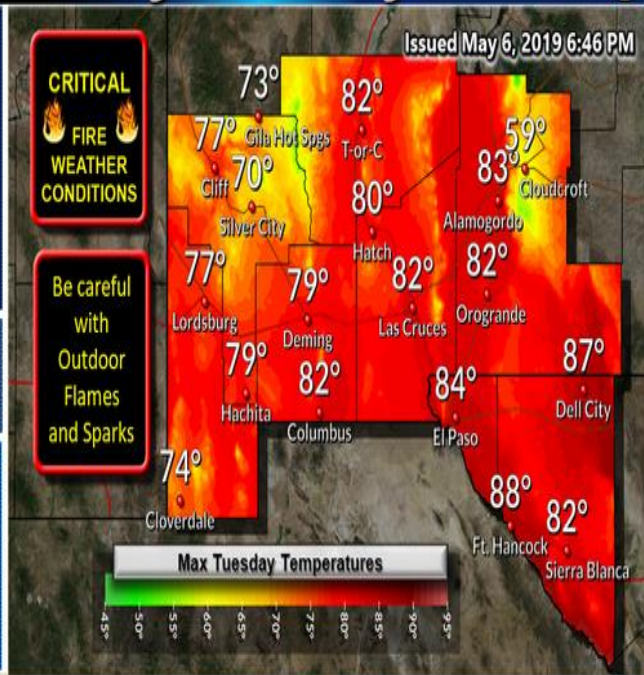 Issued May 6, 2019 6:46 PM
CRITICAL
FIRE
WEATHER
CONDITIONS
Be careful
with
Outdoor
Flames
and Sparks
73°
Gila Hot Spgs
82°
T-or-C
77°
Cliff
70°
Silver City
59°
Cloudcroft
83°
Alamogordo
80°
Hatch
77°
Lordsburg
79°
Deming
82°
Las Cruces
82°
Orogrande
79°
Hachita
82°
Columbus
84°
El Paso
87°
Dell City
74°
Cloverdale
88°
Ft. Hancock
82°
Sierra Blanca
Max Tuesday Temperatures
45° 50° 55° 60° 65° 70° 75° 80° 85° 90° 95°